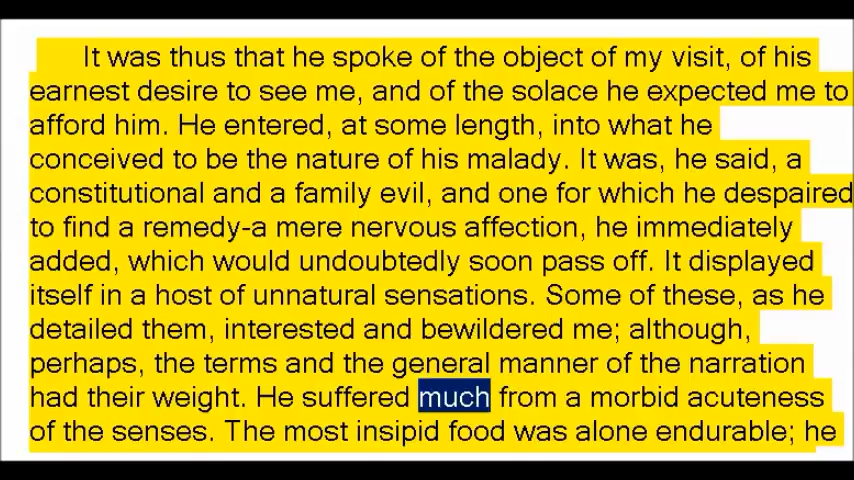 It was thus that he spoke of the object of my visit, of his
earnest desire to see me, and of the solace he expected me to
afford him. He entered, at some length, into what he
conceived to be the nature of his malady. It was, he said, a
constitutional and a family evil, and one for which he despaired
to find a remedy-a mere nervous affection, he immediately
added, which would undoubtedly soon pass off. It displayed
itself in a host of unnatural sensations. Some of these, as he
detailed them, interested and bewildered me; although,
perhaps, the terms and the general manner of the narration
had their weight. He suffered much from a morbid acuteness
of the senses. The most insipid food was alone endurable; he